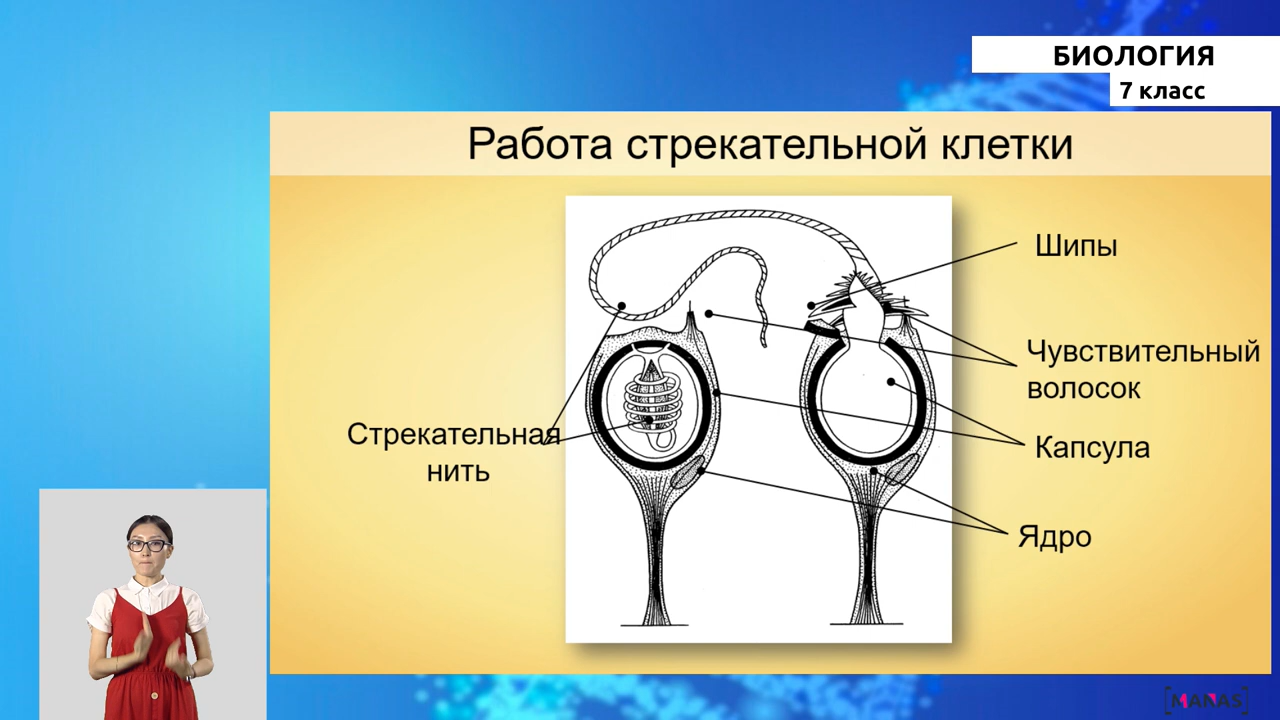 БИОЛОГИЯ
7 класс
Работа стрекательной клетки
Шипы
Чувствительный
волосок
Стрекательная
нить
Капсула
Ядро
[MANAS]